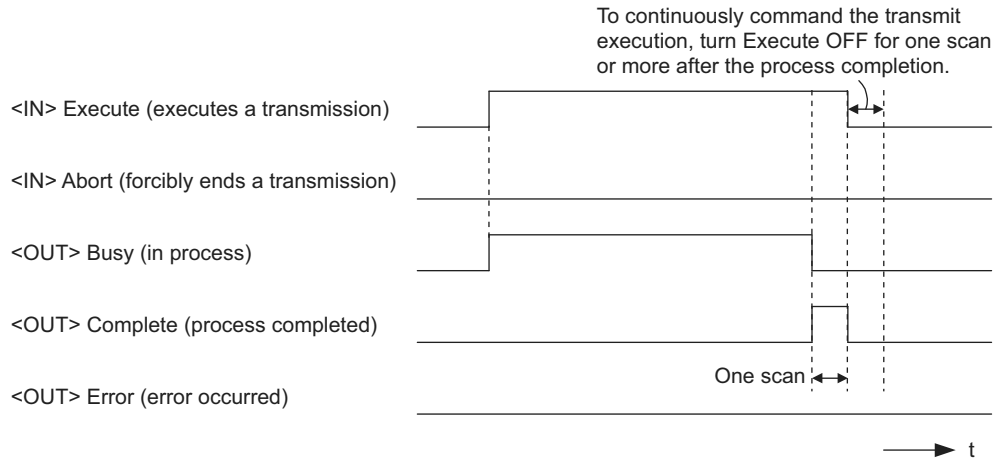 To continuously command the transmit
execution, turn Execute OFF for one scan
or more after the process completion.
<IN> Execute (executes a transmission)
<IN> Abort (forcibly ends a transmission)
<OUT> Busy (in process)
<OUT> Complete (process completed)
One scan
<OUT> Error (error occurred)
t